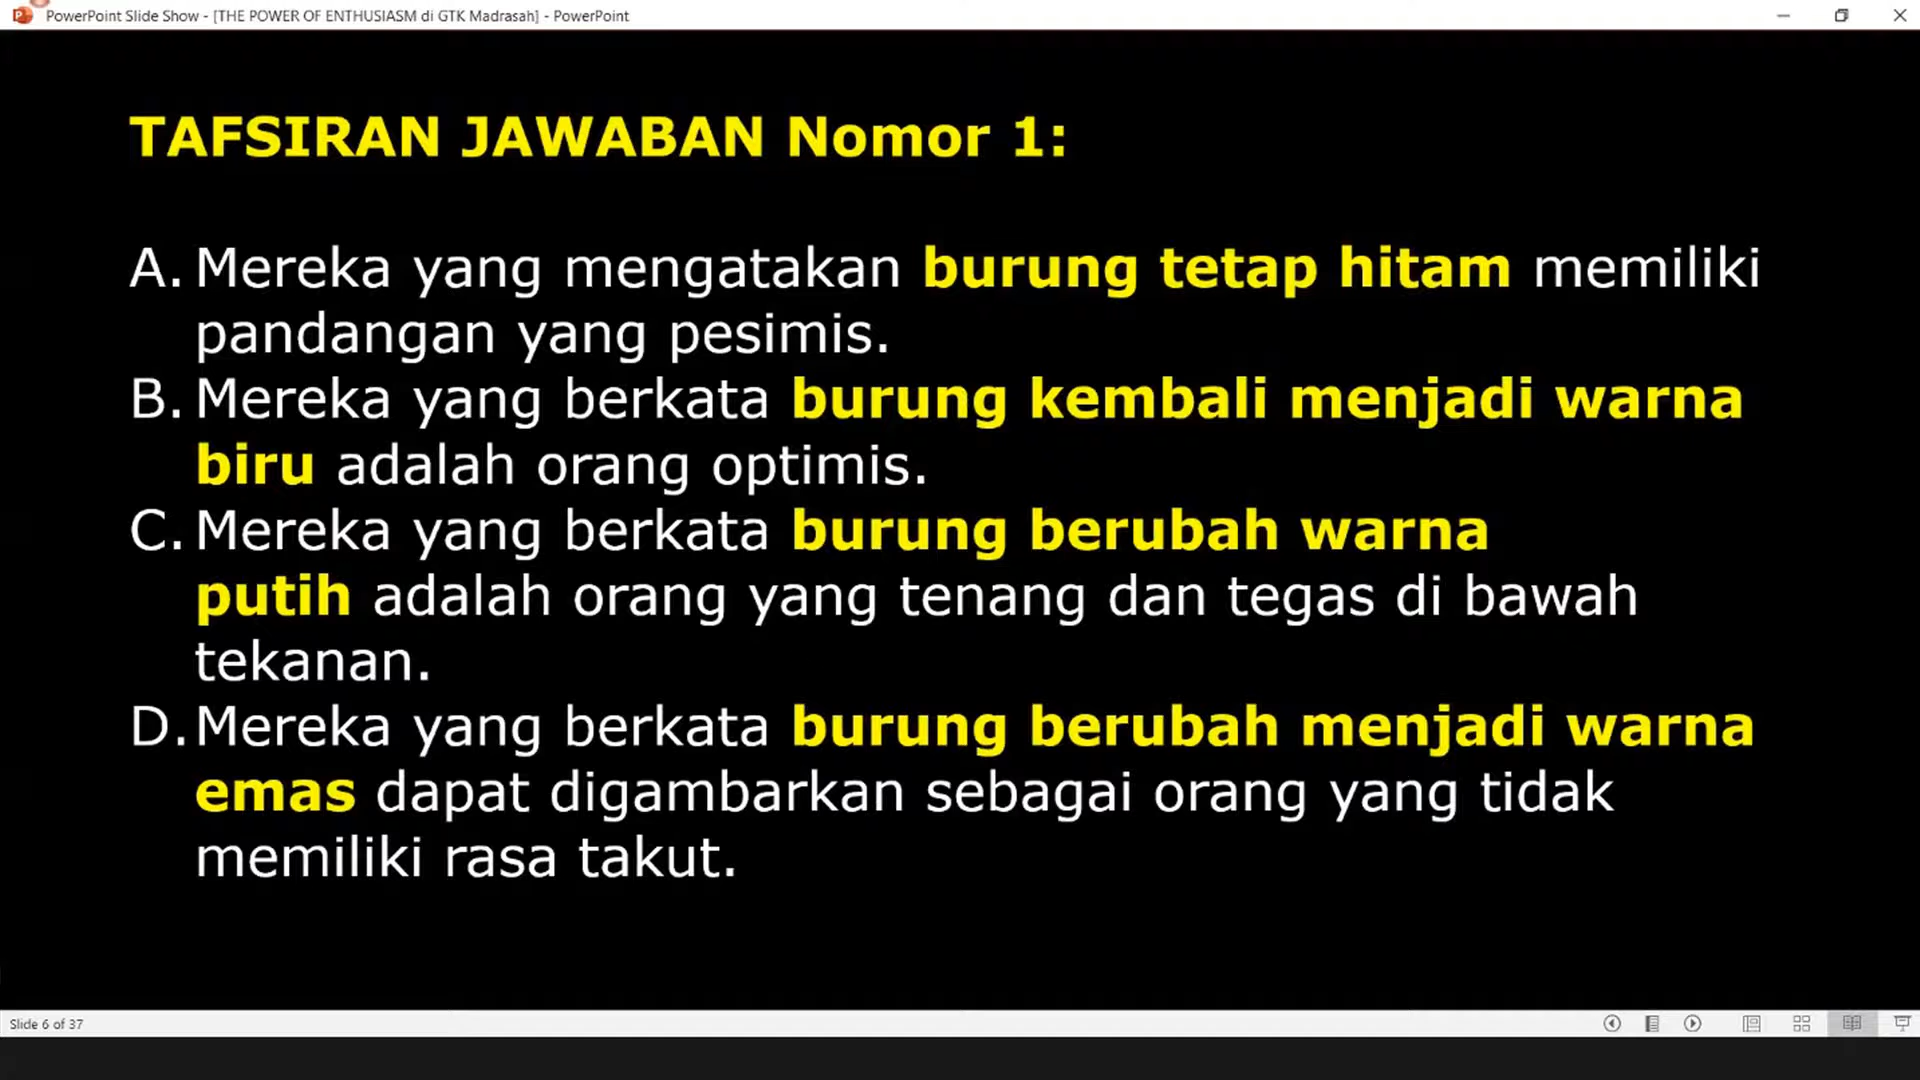 PowerPoint Slide Show - [THE POWER OF ENTHUSIASM di GTK Madrasah] - PowerPoint
TAFSIRAN JAWABAN Nomor 1:
A. Mereka yang mengatakan burung tetap hitam memiliki
pandangan yang pesimis.
B. Mereka yang berkata burung kembali menjadi warna
biru adalah orang optimis.
C. Mereka yang berkata burung berubah warna
putih adalah orang yang tenang dan tegas di bawah
tekanan.
D. Mereka yang berkata burung berubah menjadi warna
emas dapat digambarkan sebagai orang yang tidak
memiliki rasa takut.
Slide 6 of 37